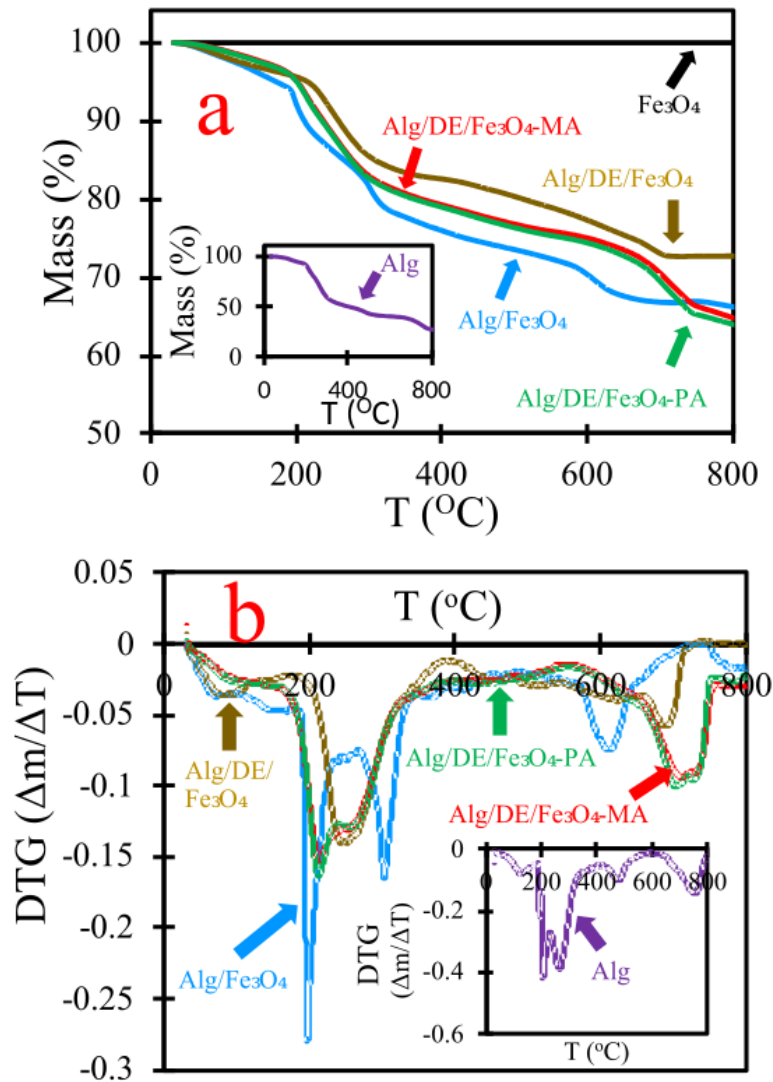 a
Mass (%)
100
90
80
70
60
50
Fe₃O₄
Alg/DE/Fe₃O₄-MA
Alg/DE/Fe₃O₄
Alg/Fe₃O₄
Alg/DE/Fe₃O₄-PA
Mass (%)
100
50
0
Alg
0 400 800
T (ᴼC)
0 200 400 600 800
T (ᴼC)
b
DTG (Δm/ΔT)
0.05
0
-0.05
-0.1
-0.15
-0.2
-0.25
-0.3
T (ᵒC)
0 200 400 600 800
Alg/DE/
Fe₃O₄
Alg/DE/Fe₃O₄-PA
Alg/DE/Fe₃O₄-MA
Alg/Fe₃O₄
0
-0.2
-0.4
-0.6
0 200 400 600 800
DTG
(Δm/ΔT)
Alg
T (ᵒC)